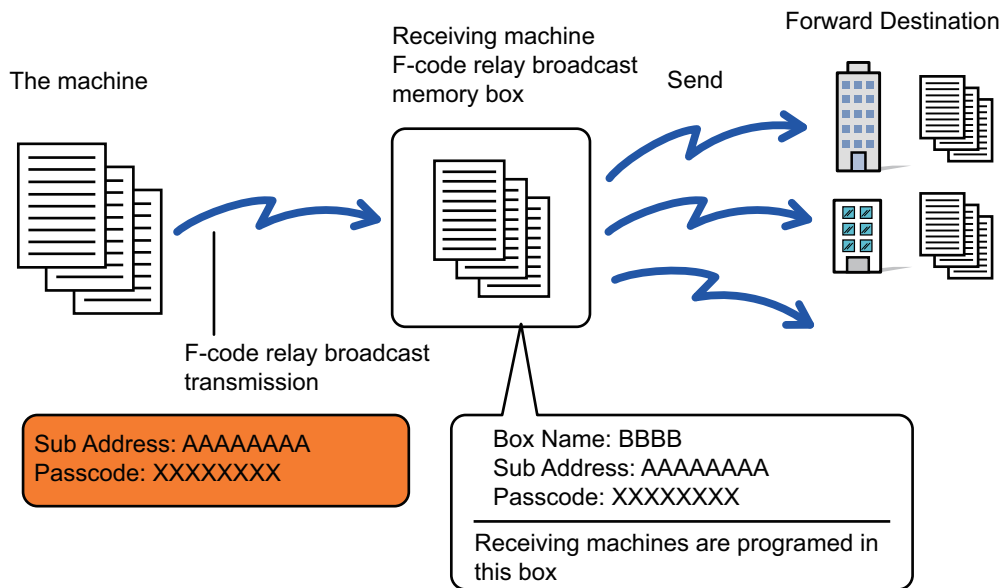 The machine
Receiving machine
F-code relay broadcast
memory box
Send
Forward Destination
F-code relay broadcast
transmission
Sub Address: AAAAAAAA
Passcode: XXXXXXXX
Box Name: BBBB
Sub Address: AAAAAAAA
Passcode: XXXXXXXX
Receiving machines are programed in
this box